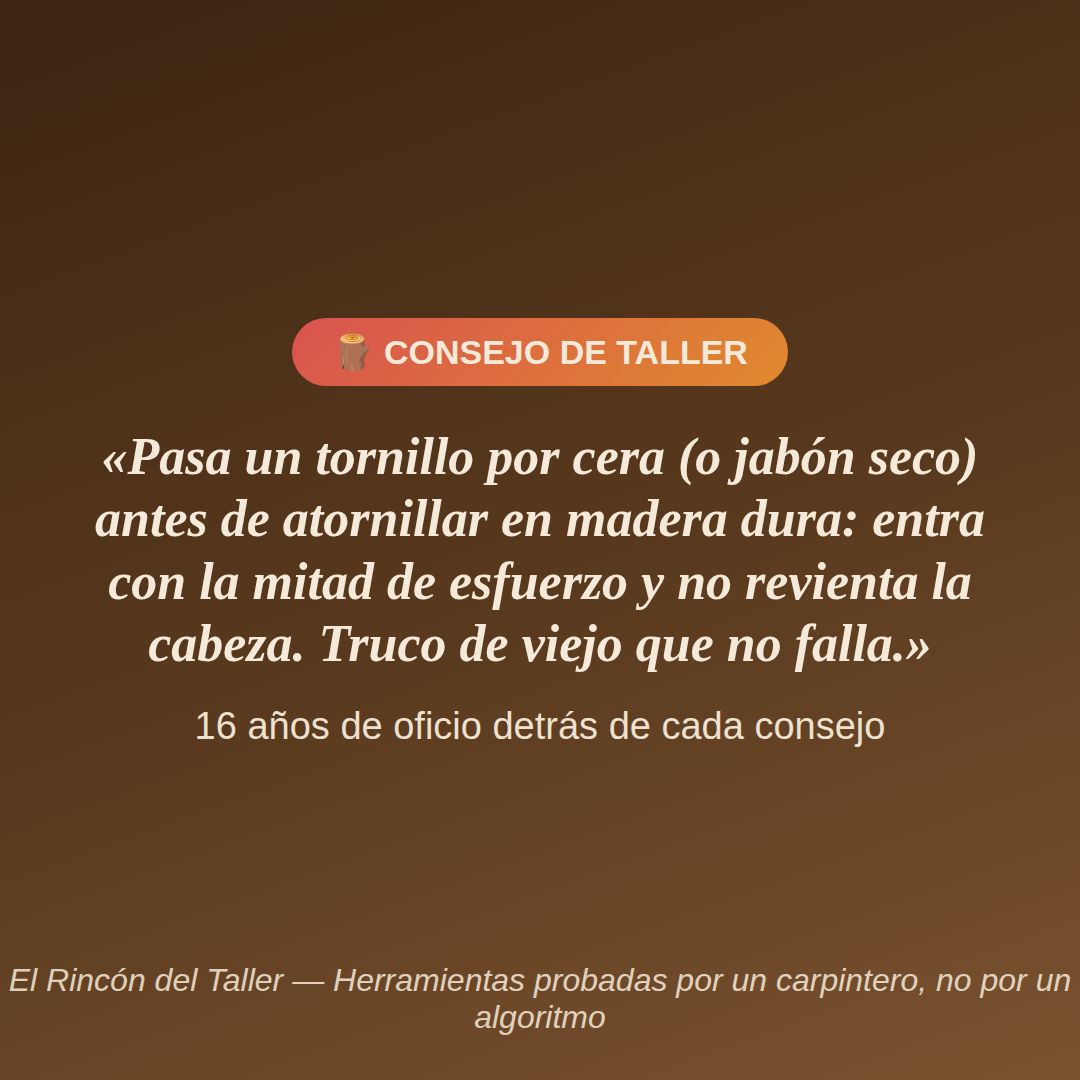 🪵 CONSEJO DE TALLER
«Pasa un tornillo por cera (o jabón seco)
antes de atornillar en madera dura: entra
con la mitad de esfuerzo y no revienta la
cabeza. Truco de viejo que no falla.»
16 años de oficio detrás de cada consejo
El Rincón del Taller — Herramientas probadas por un carpintero, no por un
algoritmo